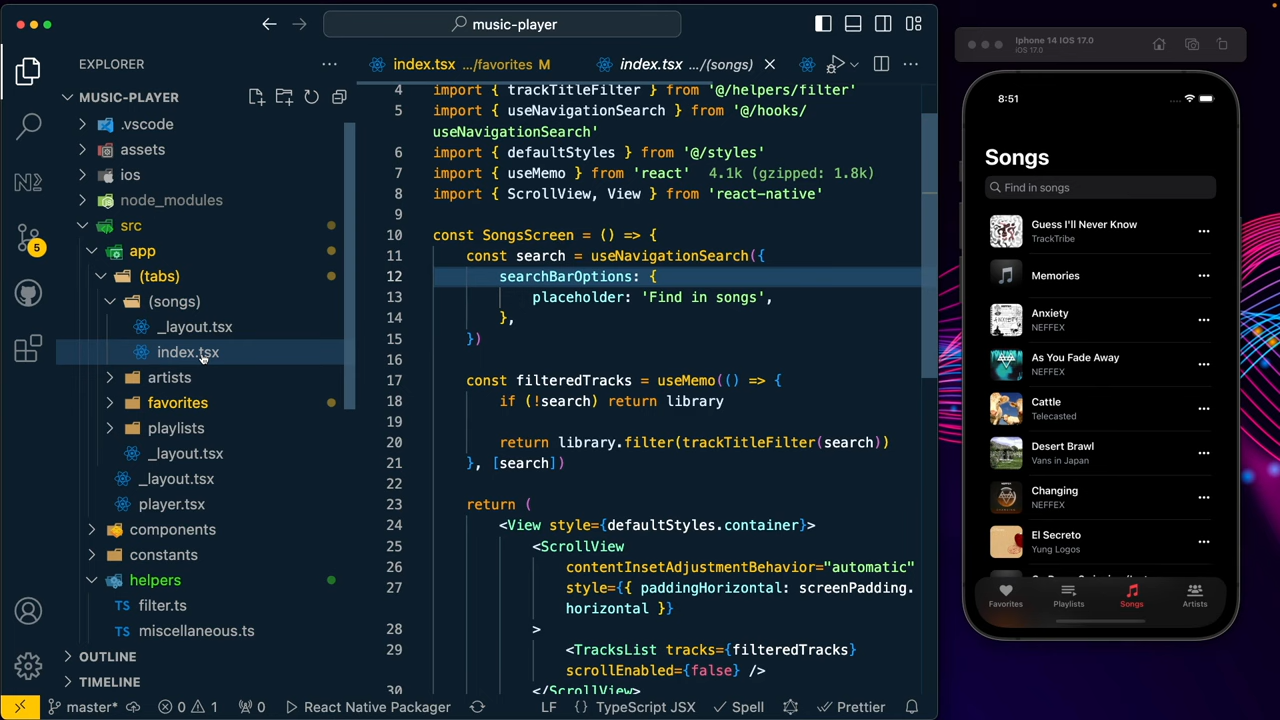 music-player
EXPLORER
MUSIC-PLAYER
.vscode
assets
ios
node_modules
src
app
(tabs)
(songs)
_layout.tsx
index.tsx
artists
favorites
playlists
_layout.tsx
_layout.tsx
player.tsx
components
constants
helpers
TS filter.ts
TS miscellaneous.ts
OUTLINE
TIMELINE
5
index.tsx .../favorites M
index.tsx .../(songs)
4 import { trackTitleFilter } from '@/helpers/filter'
5 import { useNavigationSearch } from '@/hooks/
useNavigationSearch'
6 import { defaultStyles } from '@/styles'
7 import { useMemo } from 'react' 4.1k (gzipped: 1.8k)
8 import { ScrollView, View } from 'react-native'
9
10 const SongsScreen = () => {
11 const search = useNavigationSearch({
12 searchBarOptions: {
13 placeholder: 'Find in songs',
14 },
15 })
16
17 const filteredTracks = useMemo(() => {
18 if (!search) return library
19
20 return library.filter(trackTitleFilter(search))
21 }, [search])
22
23 return (
24 <View style={defaultStyles.container}>
25 <ScrollView
26 contentInsetAdjustmentBehavior="automatic"
27 style={{ paddingHorizontal: screenPadding.
horizontal }}
28 >
29 <TracksList tracks={filteredTracks}
scrollEnabled={false} />
30 </ScrollView>
master*
0
1
0
React Native Packager
LF
{} TypeScript JSX
Spell
Prettier
Iphone 14 IOS 17.0
iOS 17.0
8:51
Songs
Find in songs
Guess I'll Never Know
TrackTribe
Memories
Anxiety
NEFFEX
As You Fade Away
NEFFEX
Cattle
Telecasted
Desert Brawl
Vans in Japan
Changing
NEFFEX
El Secreto
Yung Logos
Favorites
Playlists
Songs
Artists